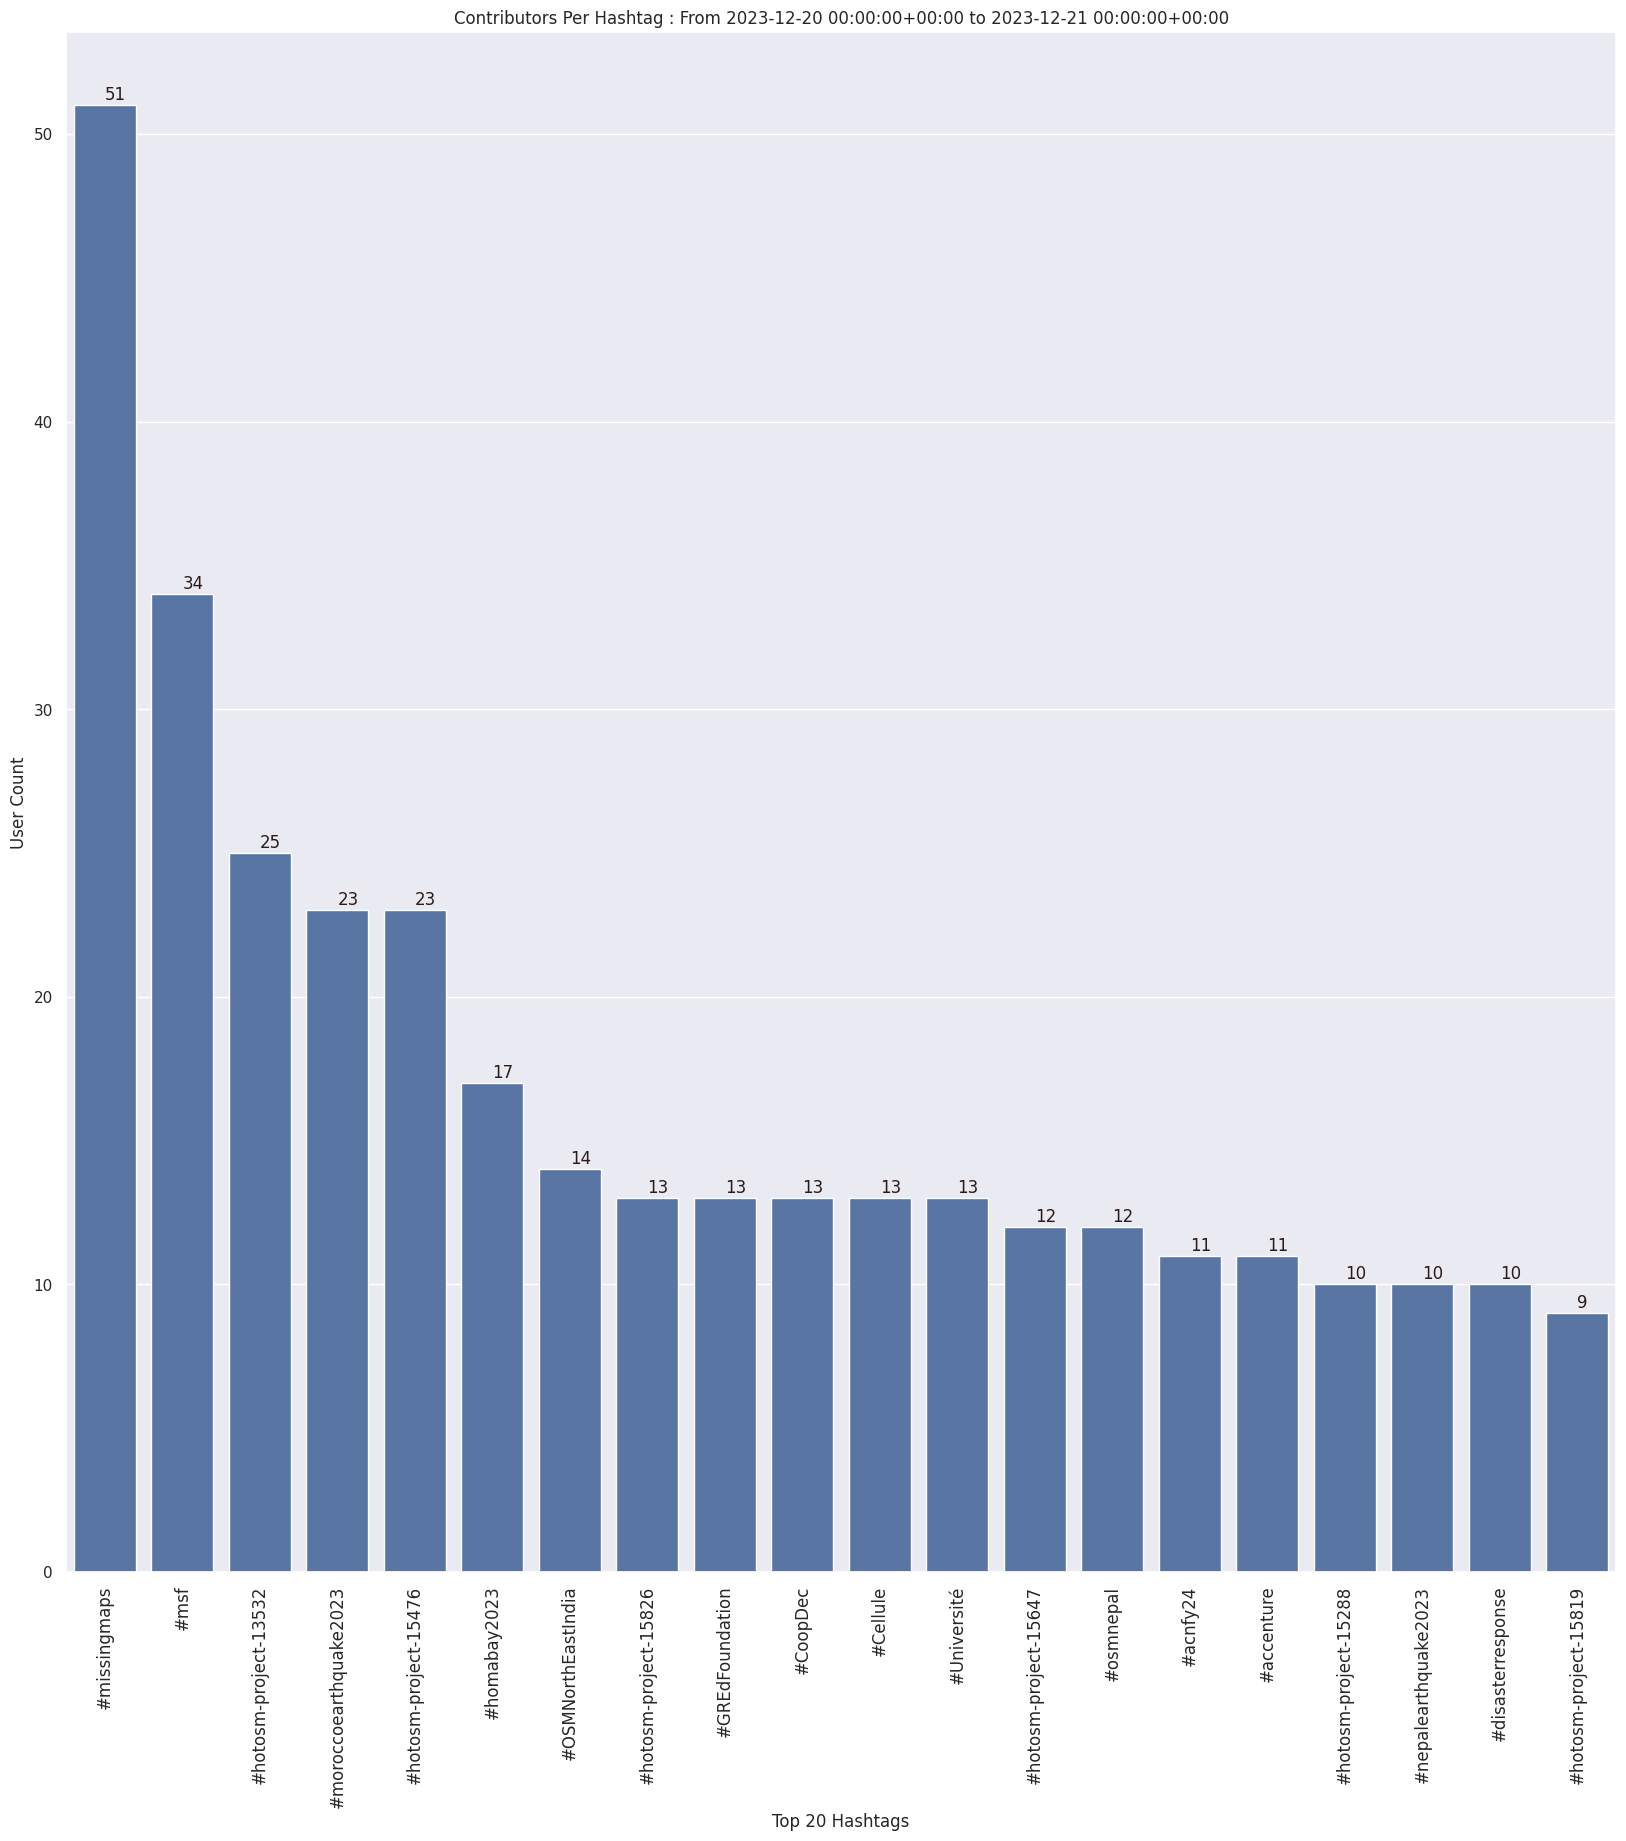 Contributors Per Hashtag : From 2023-12-20 00:00:00+00:00 to 2023-12-21 00:00:00+00:00
User Count
50
40
30
20
10
0
51
34
25
23
23
17
14
13
13
13
13
13
12
12
11
11
10
10
10
9
#missingmaps
#msf
#hotosm-project-13532
#moroccoearthquake2023
#hotosm-project-15476
#homabay2023
#OSMNorthEastIndia
#hotosm-project-15826
#GREdFoundation
#CoopDec
#Cellule
#Université
#hotosm-project-15647
#osmnepal
#acnfy24
#accenture
#hotosm-project-15288
#nepalearthquake2023
#disasterresponse
#hotosm-project-15819
Top 20 Hashtags